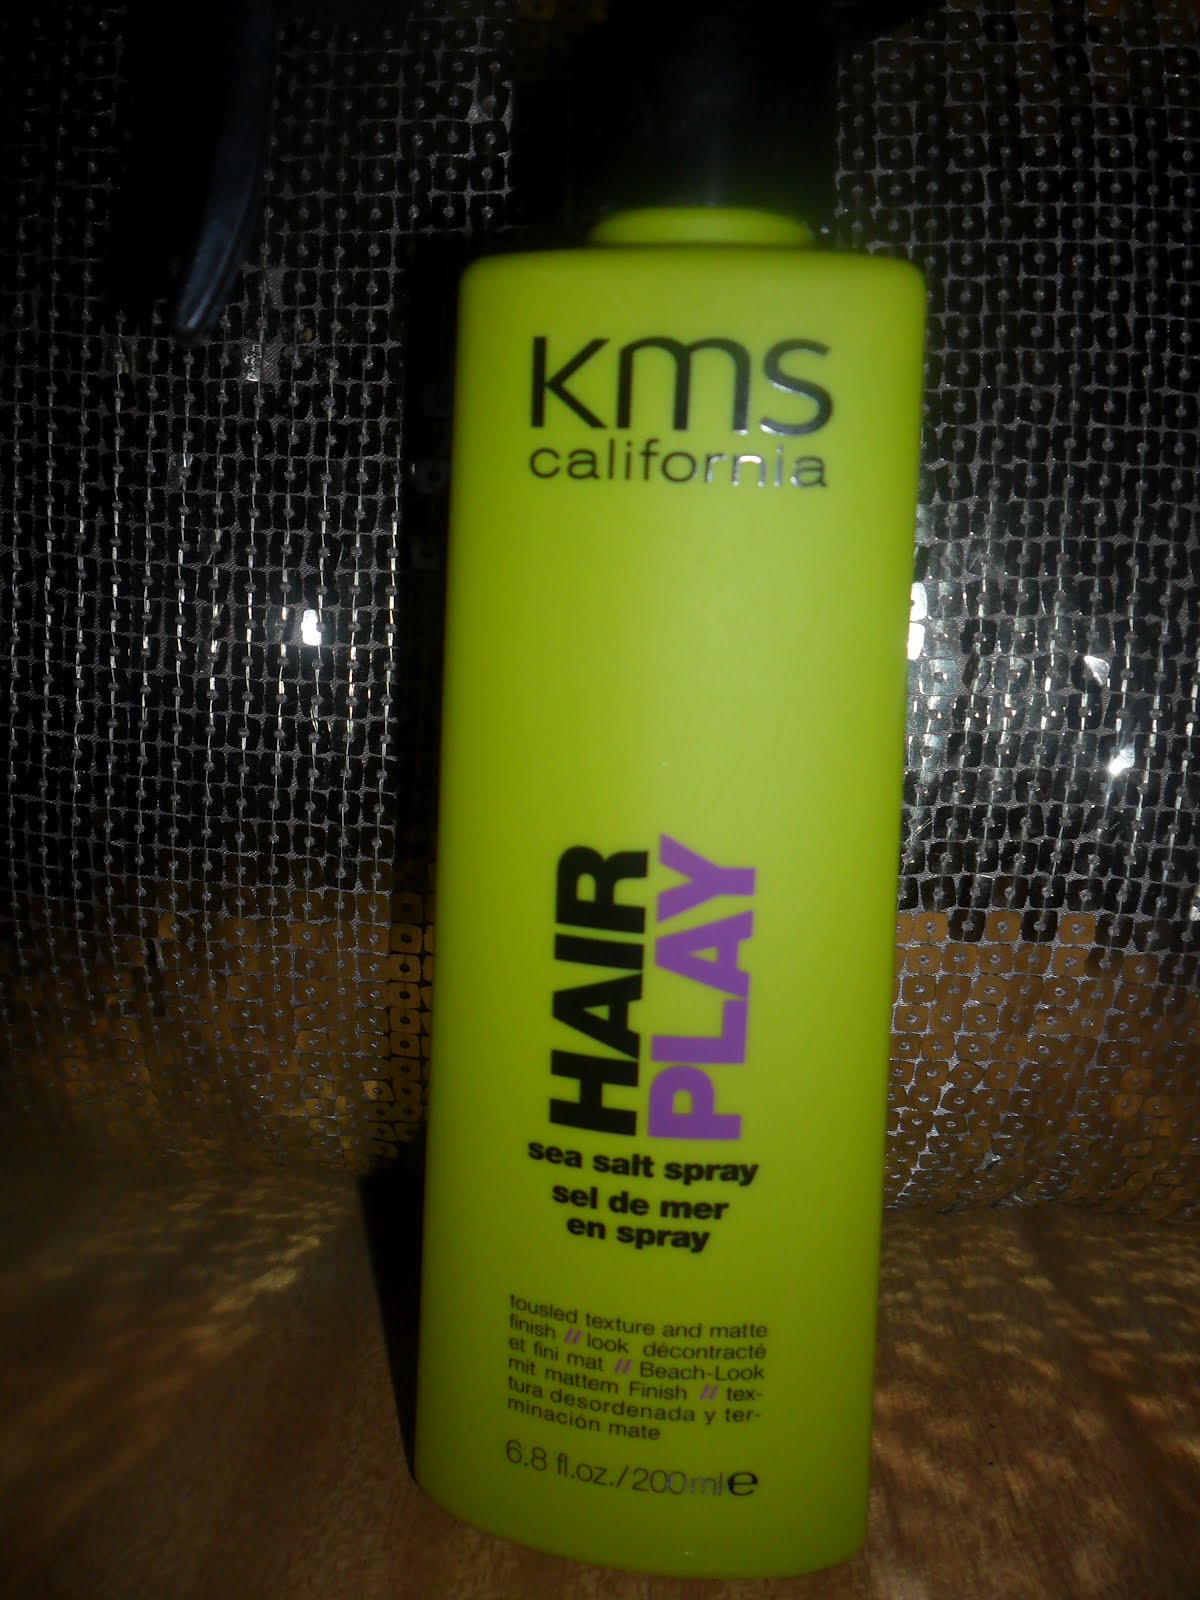 kms
california
HAIR
PLAY
sea salt spray
sel de mer
en spray
tousled texture and matte
finish // look décontracté
et fini mat // Beach-Look
mit mattem Finish // tex-
tura desordenada y ter-
minación mate
6.8 fl.oz./200ml℮